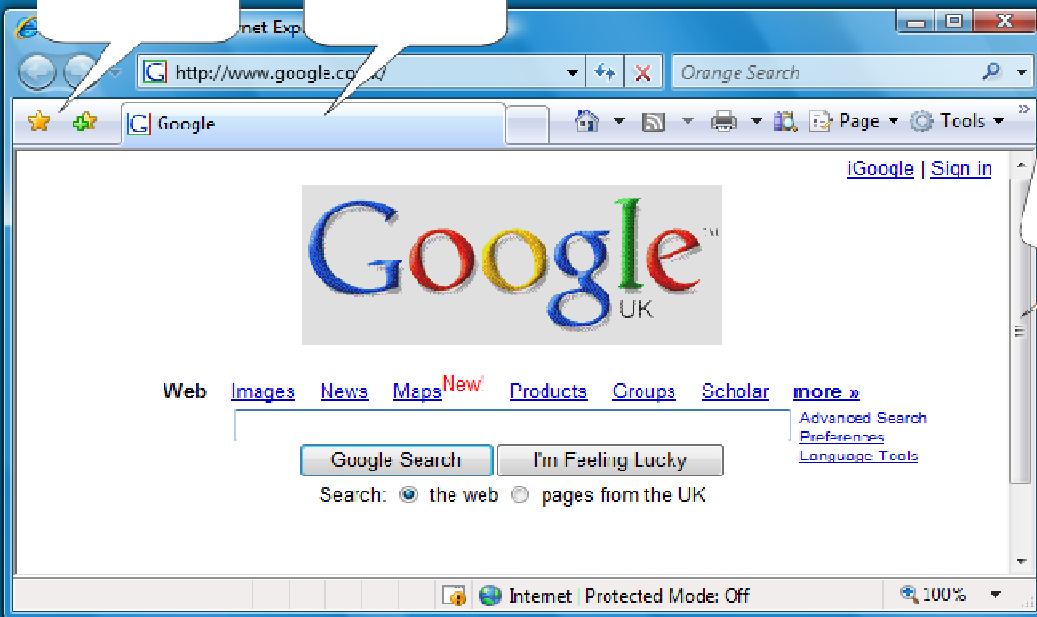 rnet Exp
http://www.google.co
Orange Search
Google
Page
Tools
iGoogle | Sign in
Google™
UK
Web Images News Maps New! Products Groups Scholar more »
Advanced Search
Preferences
Language Tools
Google Search I'm Feeling Lucky
Search: the web pages from the UK
Internet | Protected Mode: Off 100%